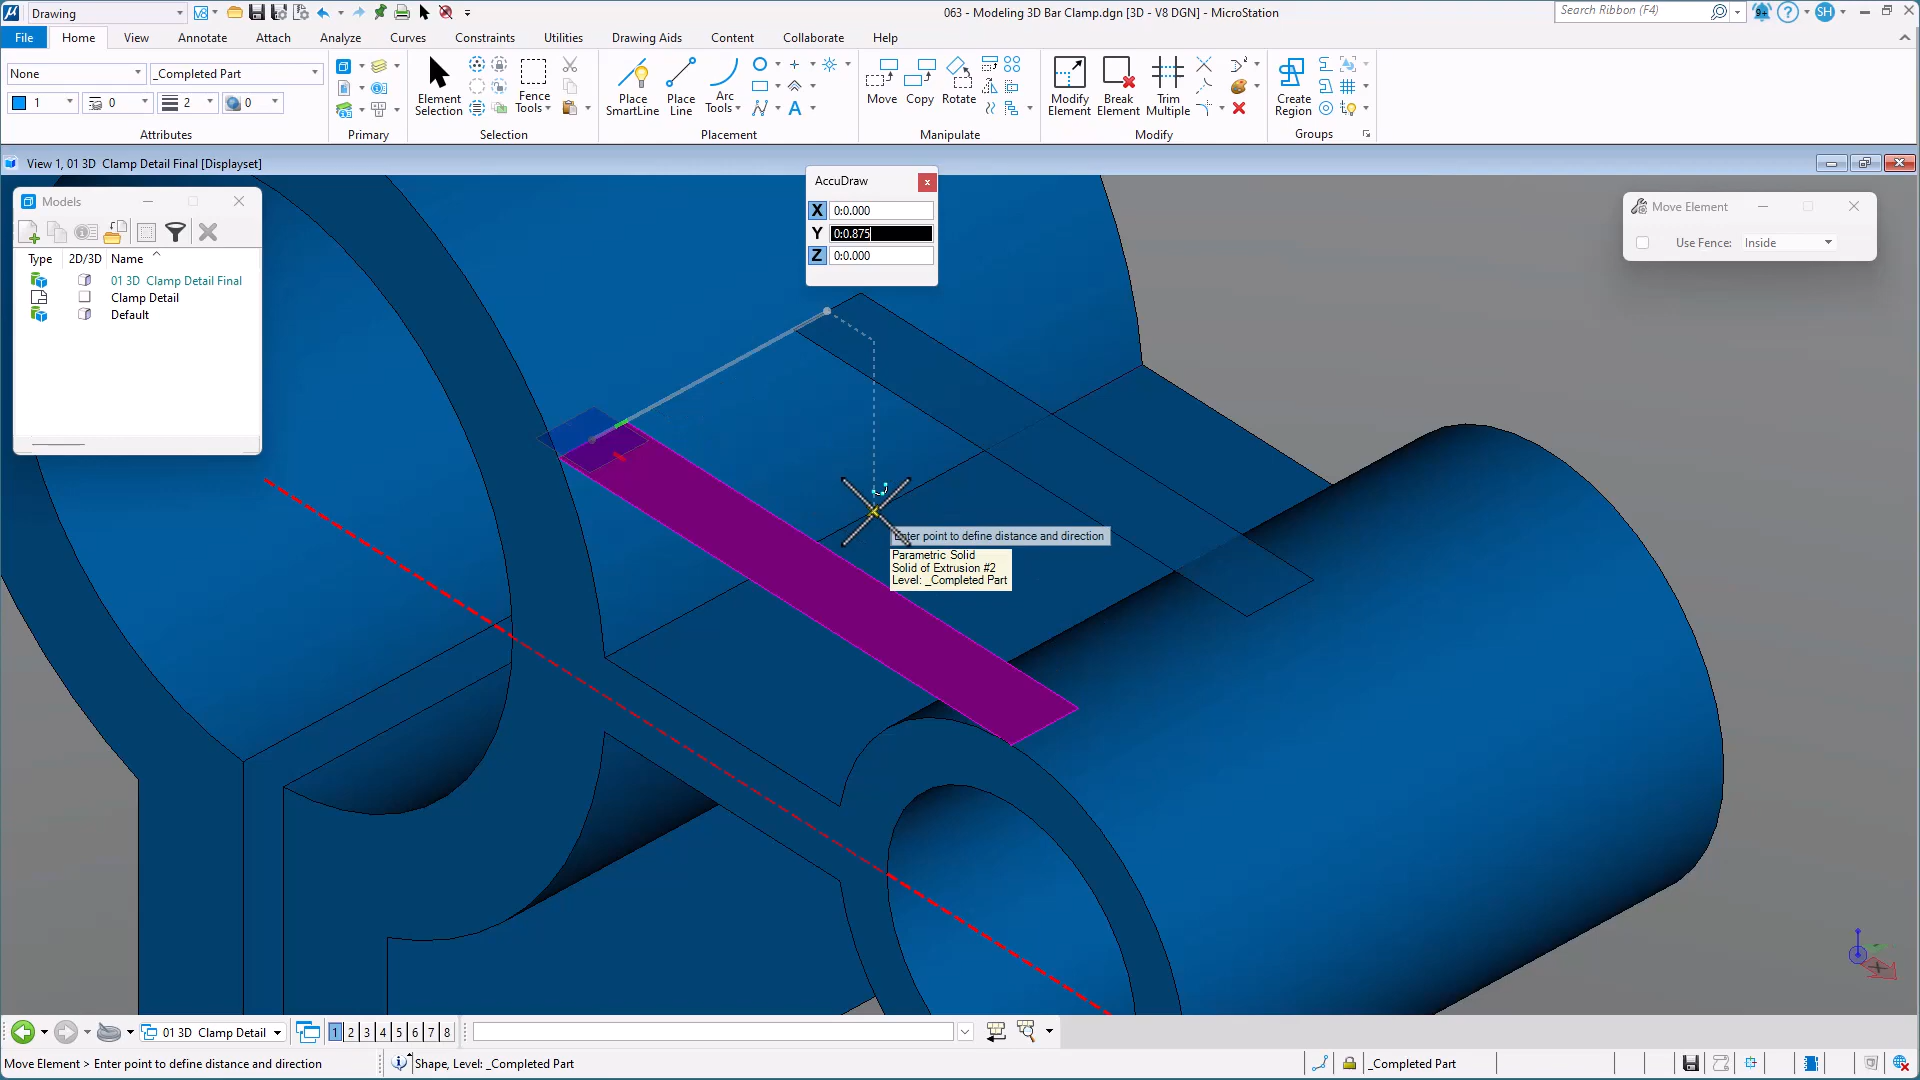 Drawing
063 - Modeling 3D Bar Clamp.dgn [3D - V8 DGN] - MicroStation
Search Ribbon (F4)
9+
SH
File Home View Annotate Attach Analyze Curves Constraints Utilities Drawing Aids Content Collaborate Help
None
_Completed Part
1 0 2 0
Attributes
Primary
Element Selection
Fence Tools
Selection
Place SmartLine
Place Line
Arc Tools
Placement
Move Copy Rotate
Manipulate
Modify Element
Break Element
Trim Multiple
Modify
Create Region
Groups
View 1, 01 3D Clamp Detail Final [Displayset]
Models
Type 2D/3D Name
01 3D Clamp Detail Final
Clamp Detail
Default
AccuDraw
X 0:0.000
Y 0:0.875
Z 0:0.000
Move Element
Use Fence: Inside
Enter point to define distance and direction
Parametric Solid
Solid of Extrusion #2
Level: _Completed Part
X
01 3D Clamp Detail
1 2 3 4 5 6 7 8
Move Element > Enter point to define distance and direction
Shape, Level: _Completed Part
_Completed Part